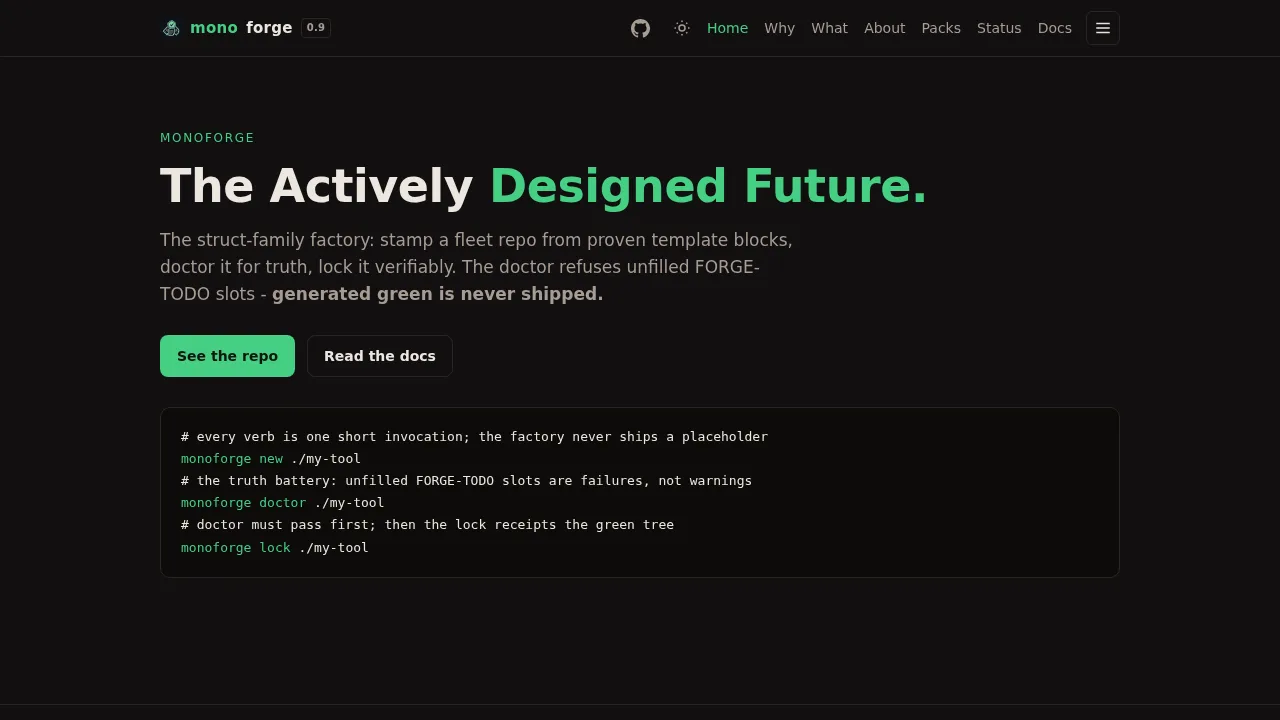 mono forge 0.9
Home Why What About Packs Status Docs
MONOFORGE
The Actively Designed Future.
The struct-family factory: stamp a fleet repo from proven template blocks,
doctor it for truth, lock it verifiably. The doctor refuses unfilled FORGE-
TODO slots - generated green is never shipped.
See the repo
Read the docs
# every verb is one short invocation; the factory never ships a placeholder
monoforge new ./my-tool
# the truth battery: unfilled FORGE-TODO slots are failures, not warnings
monoforge doctor ./my-tool
# doctor must pass first; then the lock receipts the green tree
monoforge lock ./my-tool